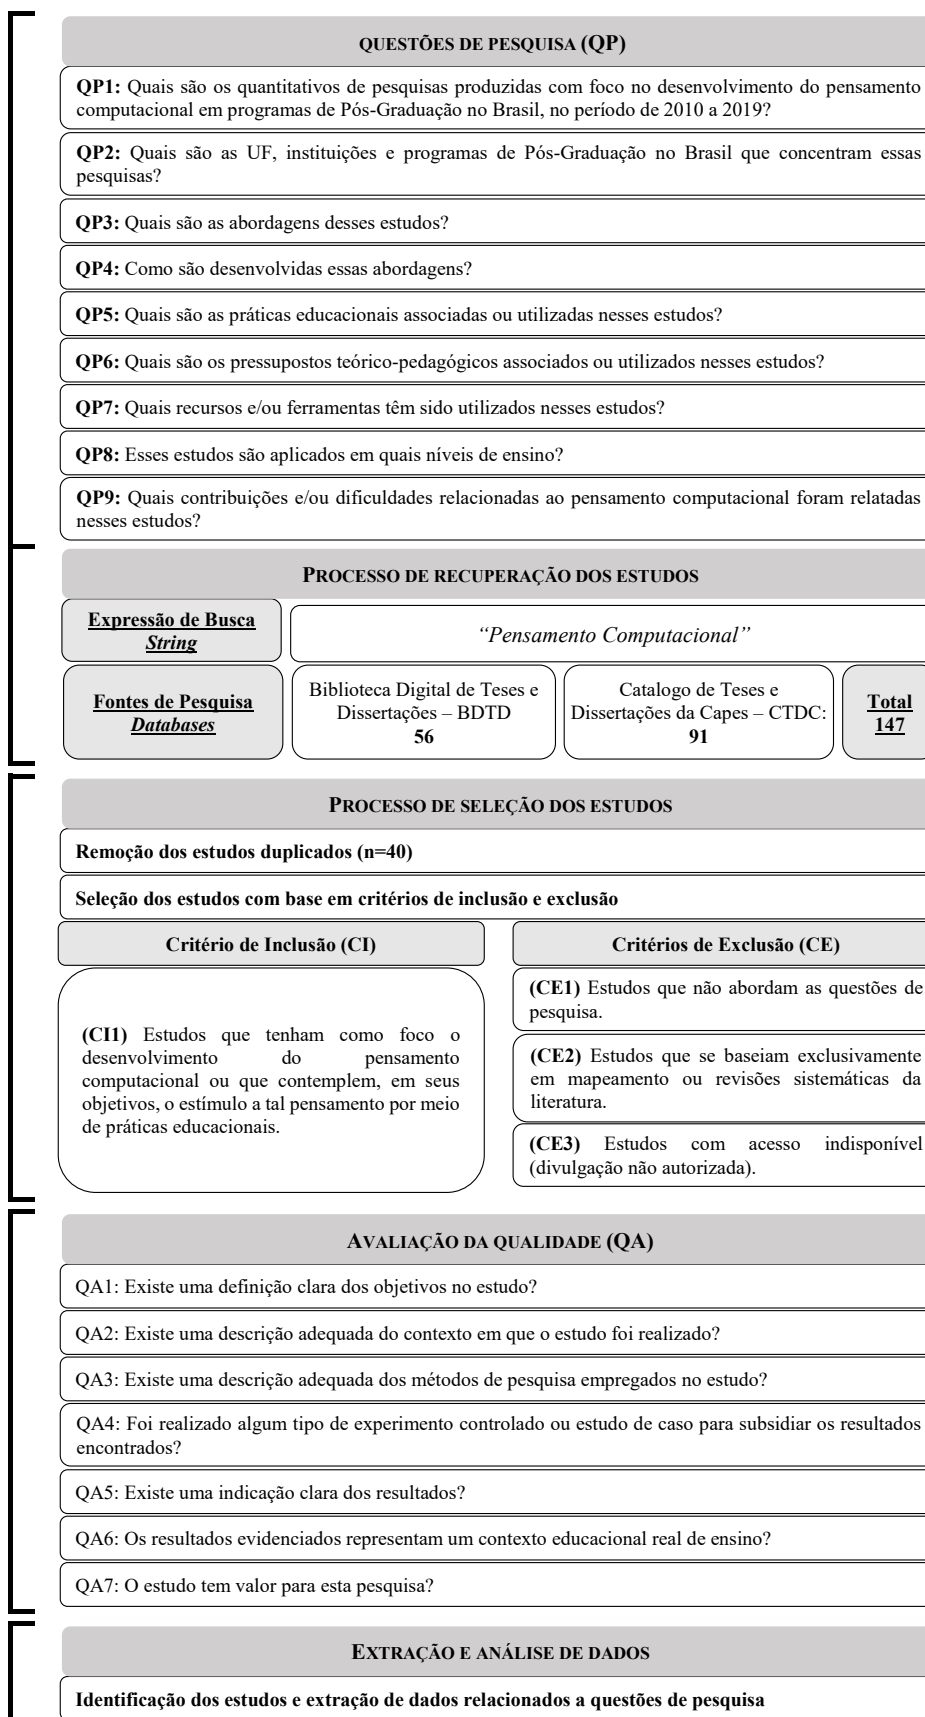 QUESTÕES DE PESQUISA (QP)
QP1: Quais são os quantitativos de pesquisas produzidas com foco no desenvolvimento do pensamento
computacional em programas de Pós-Graduação no Brasil, no período de 2010 a 2019?
QP2: Quais são as UF, instituições e programas de Pós-Graduação no Brasil que concentram essas
pesquisas?
QP3: Quais são as abordagens desses estudos?
QP4: Como são desenvolvidas essas abordagens?
QP5: Quais são as práticas educacionais associadas ou utilizadas nesses estudos?
QP6: Quais são os pressupostos teórico-pedagógicos associados ou utilizados nesses estudos?
QP7: Quais recursos e/ou ferramentas têm sido utilizados nesses estudos?
QP8: Esses estudos são aplicados em quais níveis de ensino?
QP9: Quais contribuições e/ou dificuldades relacionadas ao pensamento computacional foram relatadas
nesses estudos?
PROCESSO DE RECUPERAÇÃO DOS ESTUDOS
Expressão de Busca
String
“Pensamento Computacional”
Fontes de Pesquisa
Databases
Biblioteca Digital de Teses e
Dissertações – BDTD
56
Catalogo de Teses e
Dissertações da Capes – CTDC:
91
Total
147
PROCESSO DE SELEÇÃO DOS ESTUDOS
Remoção dos estudos duplicados (n=40)
Seleção dos estudos com base em critérios de inclusão e exclusão
Critério de Inclusão (CI)
(CI1) Estudos que tenham como foco o
desenvolvimento do pensamento
computacional ou que contemplem, em seus
objetivos, o estímulo a tal pensamento por meio
de práticas educacionais.
Critérios de Exclusão (CE)
(CE1) Estudos que não abordam as questões de
pesquisa.
(CE2) Estudos que se baseiam exclusivamente
em mapeamento ou revisões sistemáticas da
literatura.
(CE3) Estudos com acesso indisponível
(divulgação não autorizada).
AVALIAÇÃO DA QUALIDADE (QA)
QA1: Existe uma definição clara dos objetivos no estudo?
QA2: Existe uma descrição adequada do contexto em que o estudo foi realizado?
QA3: Existe uma descrição adequada dos métodos de pesquisa empregados no estudo?
QA4: Foi realizado algum tipo de experimento controlado ou estudo de caso para subsidiar os resultados
encontrados?
QA5: Existe uma indicação clara dos resultados?
QA6: Os resultados evidenciados representam um contexto educacional real de ensino?
QA7: O estudo tem valor para esta pesquisa?
EXTRAÇÃO E ANÁLISE DE DADOS
Identificação dos estudos e extração de dados relacionados a questões de pesquisa